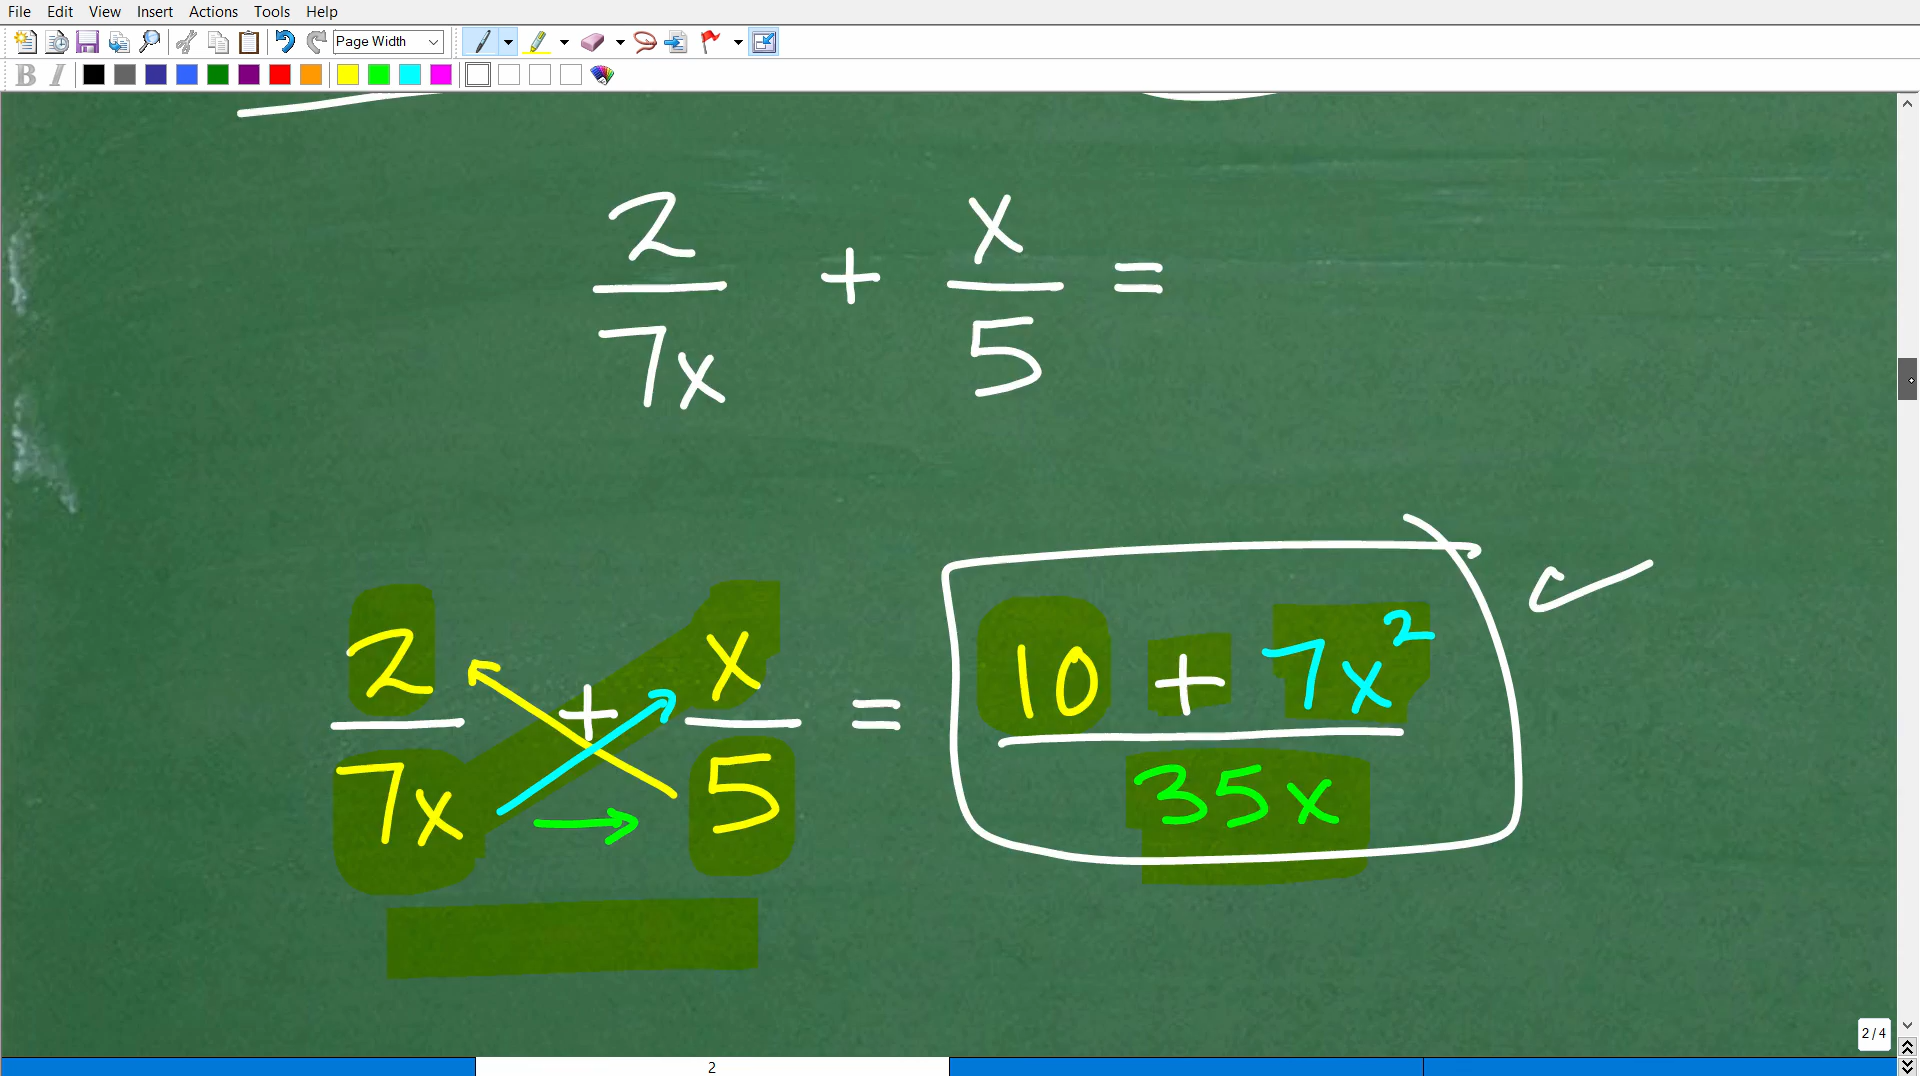 File Edit View Insert Actions Tools Help
Page Width
B I
2/7x + x/5 =
2/7x + x/5 = 10 + 7x²/35x
2 / 4
2